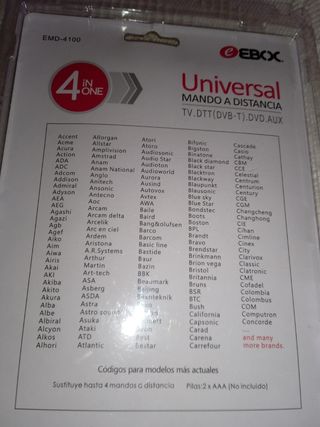 EMD-4100
4 IN ONE
EBOX
Universal
MANDO A DISTANCIA
TV.DTT(DVB-T).DVD.AUX
Accent
Acme
Acura
Action
ADA
ADC
Adcom
Addison
Admiral
Adyson
AEA
AEG
Agashi
Agazi
Agb
Agef
Aiko
Aim
Aiwa
Airis
Akai
AKI
Akiba
Akito
Akura
Alba
Albe
Albiral
Alcyon
Alkos
Alhori
Allorgan
Allstar
Amplivision
Amstrad
Anam
Anam National
Anglo
Anitech
Ansonic
Antecno
Aoc
Arcam
Arcam delta
Arcelik
Arc en ciel
Ardem
Aristona
A.R.Systems
Arthur
Martin
Art-tech
ASA
Asberg
ASDA
Astra
Astro sound
Asuka
Ataki
ATD
Atlantic
Atori
Atoro
Audiosonic
Audio Star
Audioton
Audioworld
Aurora
Ausind
Autovox
Avtex
AWA
Baile
Baird
Bang&olufsen
Barco
Barcom
Basic line
Bastide
Baur
Bazin
BBK
Beko
Beijing
Best
Bestar
Bifonic
Bigston
Binatone
Black diamond
Black star
Blacktron
Blackway
Blaupunkt
Blausonic
Blue sky
Blue Star
Bondstec
Boots
Boston
BPL
Brandt
Bravo
Brinkmann
Brion vega
Bristol
Britannia
Bruns
BSR
BTC
Bush
California
Capsonic
Carad
Carena
Carrefour
Cascade
Casio
Cathay
CBM
CCE
Celestial
Centrum
Centurion
Century
CGE
CGM
Changcheng
Changhong
CIE
Cihan
Cimline
Cinex
City
Clarivox
Classic
Clatronic
CME
Cofadel
Colombus
COM
Computron
Conrad
Cordosin
----
and many
more brands.
Códigos para modelos más actuales
Sustituye hasta 4 mandos a distancia
Pilas:2 x AAA (No incluido)